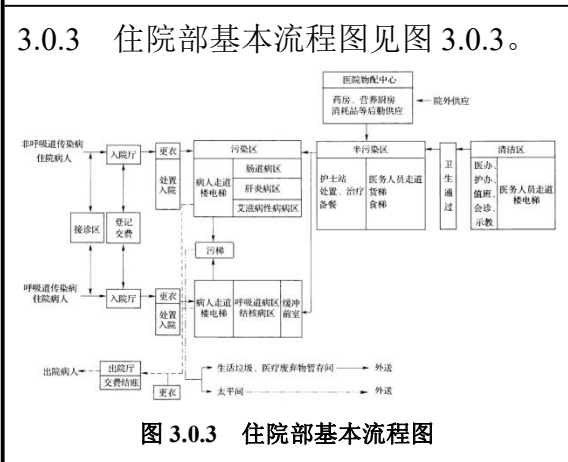 3.0.3 住院部基本流程图见图 3.0.3。
医院物配中心
药房、营养厨房
消耗品等后勤供应
院外供应
非呼吸道传染病
住院病人
入院厅
更衣
处置
入院
污染区
病人走道
楼电梯
肠道病区
肝炎病区
艾滋病性病病区
半污染区
护士站
处置、治疗
备餐
医务人员走道
货梯
食梯
卫生通过
清洁区
医办、
护办、
值班、
会诊、
示教
医务人员走道
楼电梯
接诊区
登记
交费
污梯
呼吸道传染病
住院病人
入院厅
更衣
处置
入院
病人走道
楼电梯
呼吸道病区
结核病区
缓冲
前室
出院病人
出院厅
交费结账
更衣
生活垃圾、医疗废弃物暂存间
外送
太平间
外送
图 3.0.3 住院部基本流程图